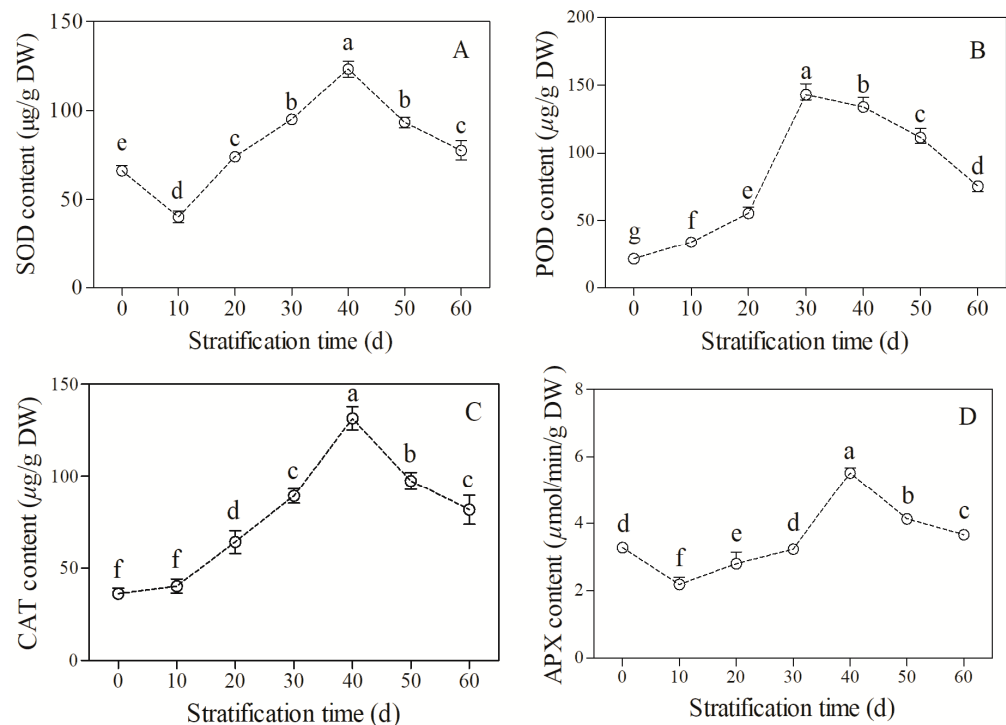 A
SOD content (µg/g DW)
150
100
50
0
e
d
c
b
a
b
c
0 10 20 30 40 50 60
Stratification time (d)
B
POD content (µg/g DW)
200
150
100
50
0
g
f
e
a
b
c
d
0 10 20 30 40 50 60
Stratification time (d)
C
CAT content (µg/g DW)
150
100
50
0
f
f
d
c
a
b
c
0 10 20 30 40 50 60
Stratification time (d)
D
APX content (µmol/min/g DW)
8
6
4
2
0
d
f
e
d
a
b
c
0 10 20 30 40 50 60
Stratification time (d)